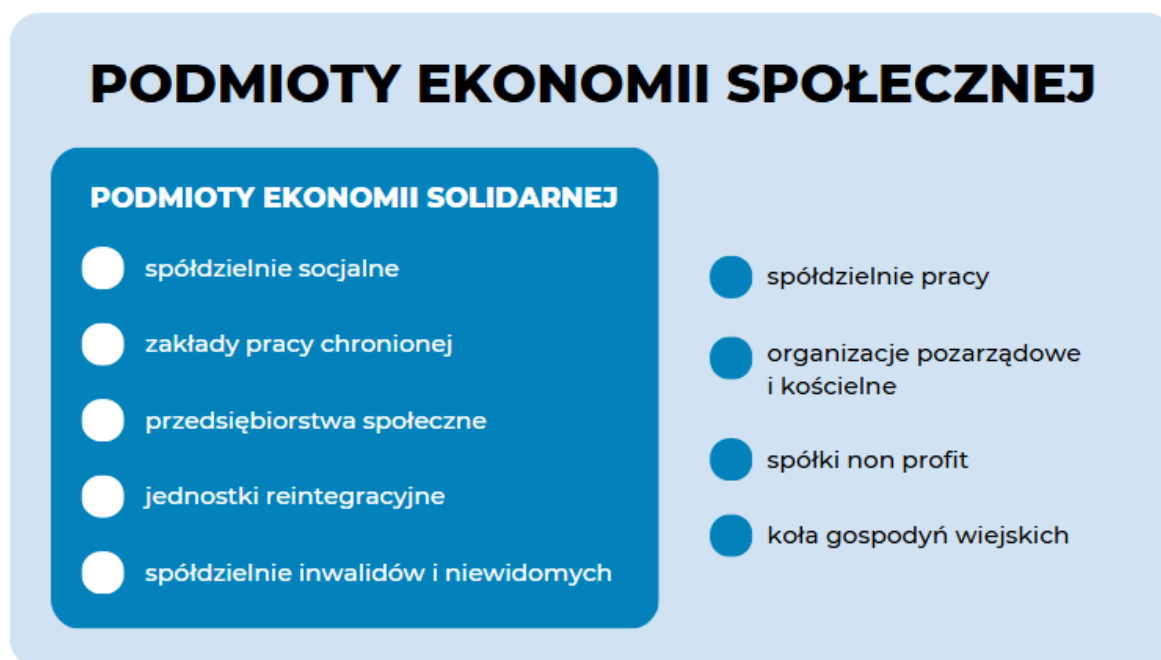 PODMIOTY EKONOMII SPOŁECZNEJ
PODMIOTY EKONOMII SOLIDARNEJ
spółdzielnie socjalne
zakłady pracy chronionej
przedsiębiorstwa społeczne
jednostki reintegracyjne
spółdzielnie inwalidów i niewidomych
spółdzielnie pracy
organizacje pozarządowe
i kościelne
spółki non profit
koła gospodyń wiejskich